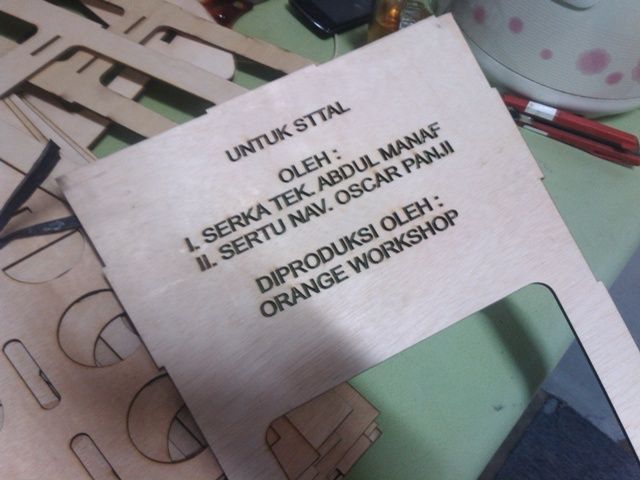 UNTUK STTAL
OLEH :
I. SERKA TEK. ABDUL MANAF
II. SERTU NAV. OSCAR PANJI
DIPRODUKSI OLEH :
ORANGE WORKSHOP